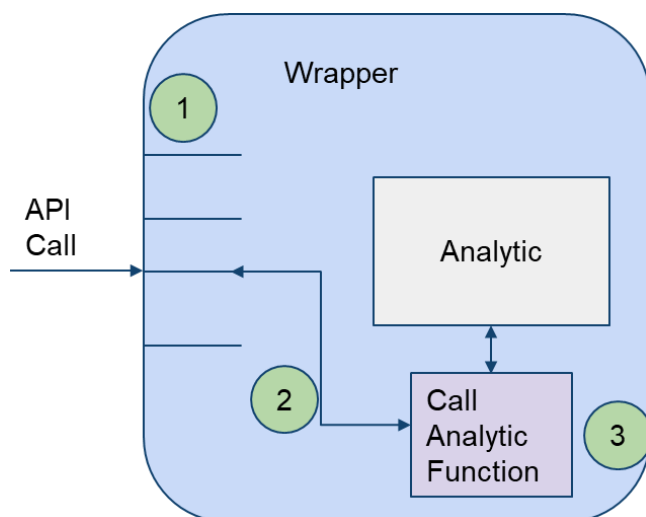 Wrapper
1
API
Call
Analytic
2
Call
Analytic
Function
3